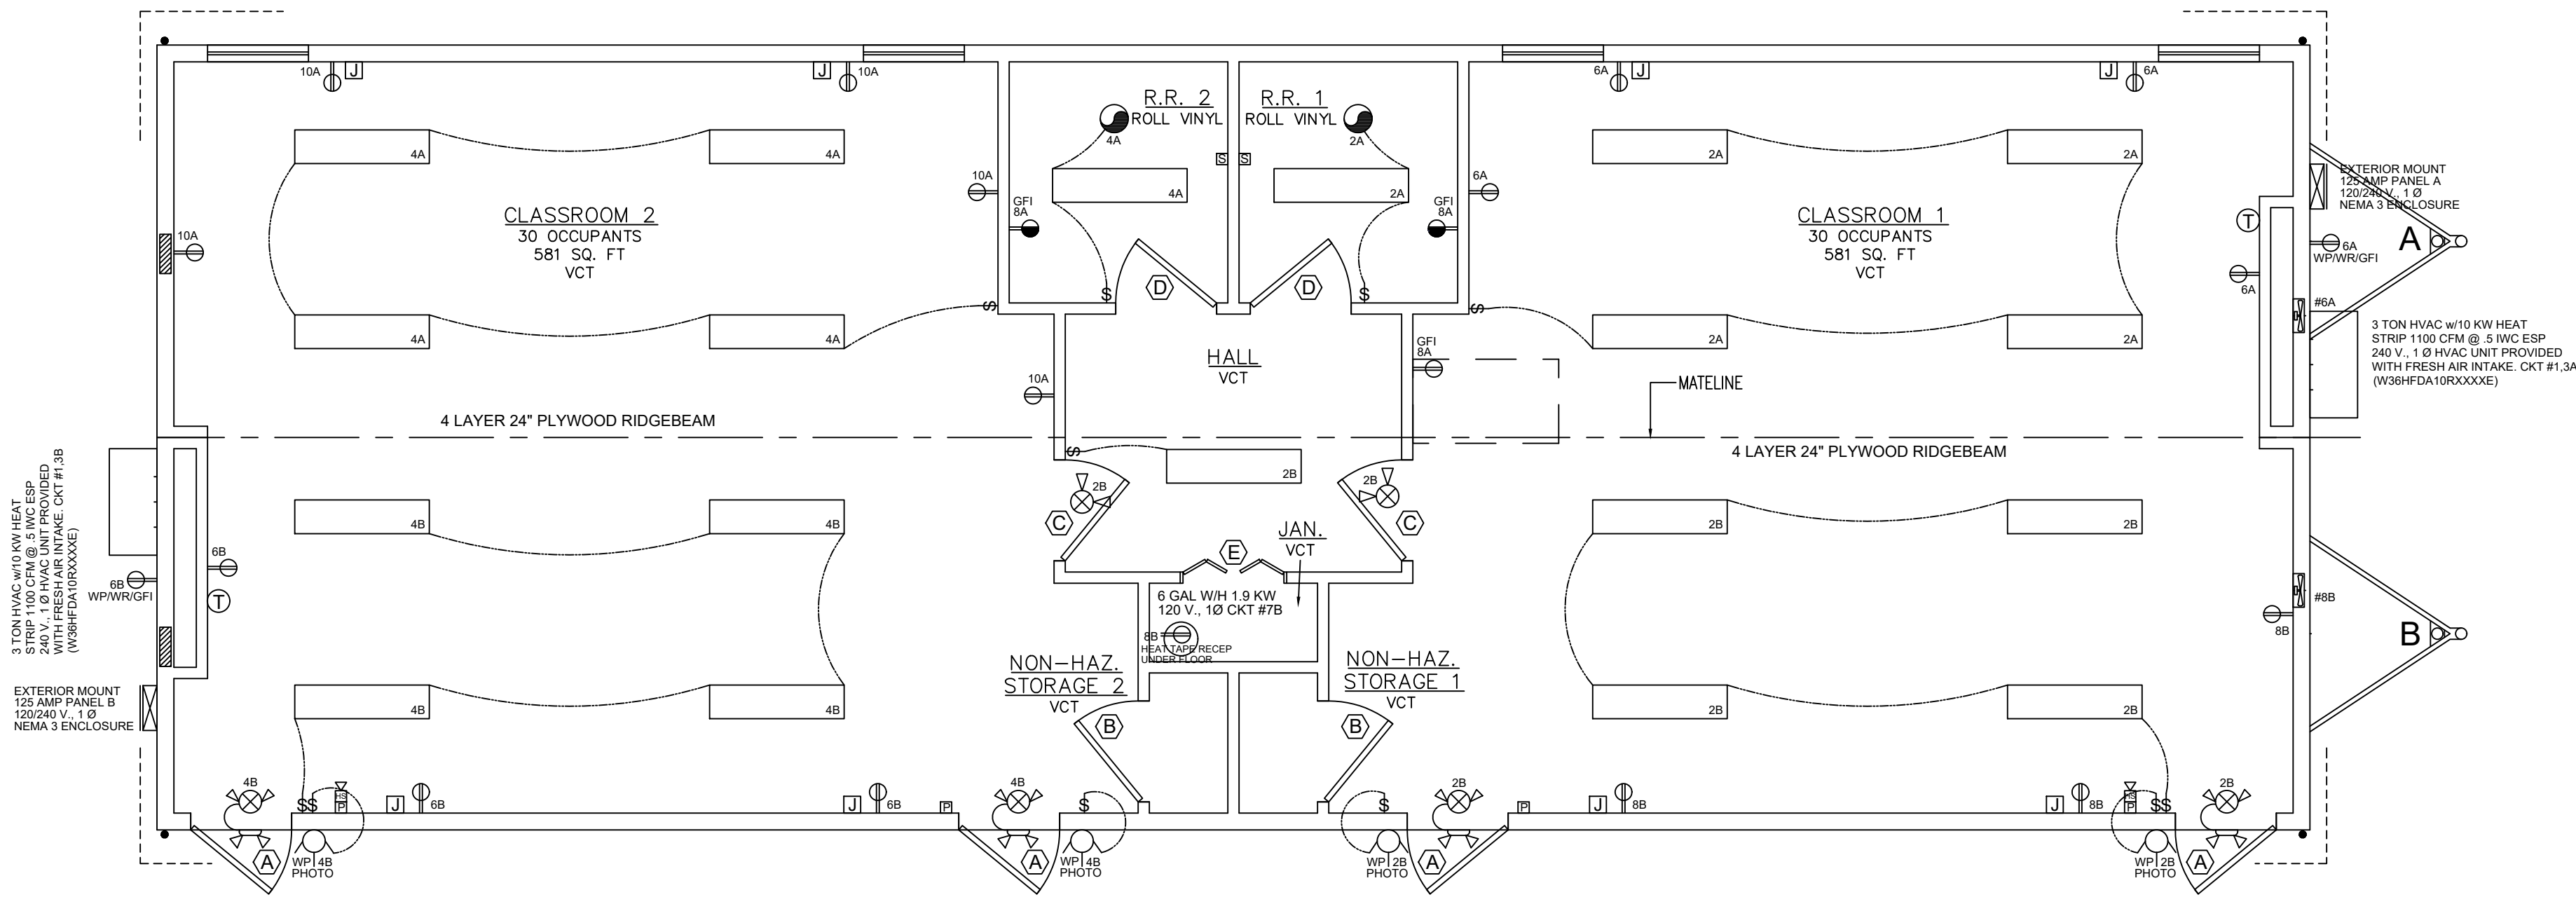 10A
J
J
10A
6A
J
J
6A
R.R. 2
ROLL VINYL
4A
R.R. 1
ROLL VINYL
2A
4A
4A
2A
2A
S
S
EXTERIOR MOUNT
125 AMP PANEL A
120/240 V., 1 Ø
NEMA 3 ENCLOSURE
10A
4A
2A
6A
GFI
8A
GFI
8A
CLASSROOM 2
30 OCCUPANTS
581 SQ. FT
VCT
CLASSROOM 1
30 OCCUPANTS
581 SQ. FT
VCT
10A
T
A
6A
WP/WR/GFI
6A
D
D
$
$
$
$
#6A
4A
4A
2A
2A
3 TON HVAC w/10 KW HEAT
STRIP 1100 CFM @ .5 IWC ESP
240 V., 1 Ø HVAC UNIT PROVIDED
WITH FRESH AIR INTAKE. CKT #1,3A
(W36HFDA10RXXXXE)
HALL
VCT
GFI
8A
10A
MATELINE
4 LAYER 24" PLYWOOD RIDGEBEAM
4 LAYER 24" PLYWOOD RIDGEBEAM
$
2B
2B
2B
C
C
3 TON HVAC w/10 KW HEAT
STRIP 1100 CFM @ .5 IWC ESP
240 V., 1 Ø HVAC UNIT PROVIDED
WITH FRESH AIR INTAKE. CKT #1,3B
(W36HFDA10RXXXXE)
4B
4B
2B
2B
JAN.
VCT
E
6B
6B
WP/WR/GFI
T
6 GAL W/H 1.9 KW
120 V., 1Ø CKT #7B
8B
HEAT TAPE RECEP
UNDER FLOOR
#8B
8B
B
NON-HAZ.
STORAGE 2
VCT
NON-HAZ.
STORAGE 1
VCT
EXTERIOR MOUNT
125 AMP PANEL B
120/240 V., 1 Ø
NEMA 3 ENCLOSURE
4B
4B
2B
2B
B
B
4B
$$
HS
P
J
6B
J
6B
P
4B
$
$
2B
P
J
8B
J
8B
HS
P
$$
2B
A
WP 4B
PHOTO
A
WP 4B
PHOTO
WP 2B
PHOTO
A
WP 2B
PHOTO
A